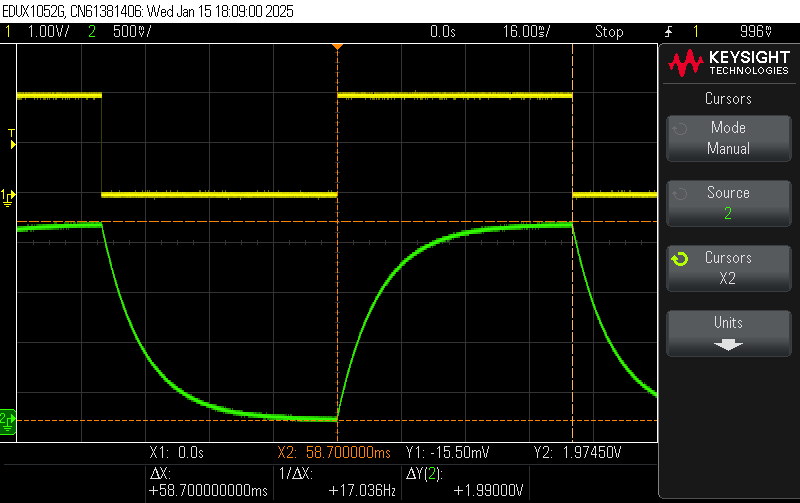 EDUX1052G, CN61381406: Wed Jan 15 18:09:00 2025
1 1.00V/ 2 500mV/ 0.0s 16.00ms/ Stop 1 996mV
KEYSIGHT
TECHNOLOGIES
Cursors
Mode
Manual
Source
2
Cursors
X2
Units
T
1
2
X1: 0.0s X2: 58.700000ms Y1: -15.50mV Y2: 1.97450V
ΔX: 1/ΔX: ΔY(2):
+58.700000000ms +17.036Hz +1.99000V